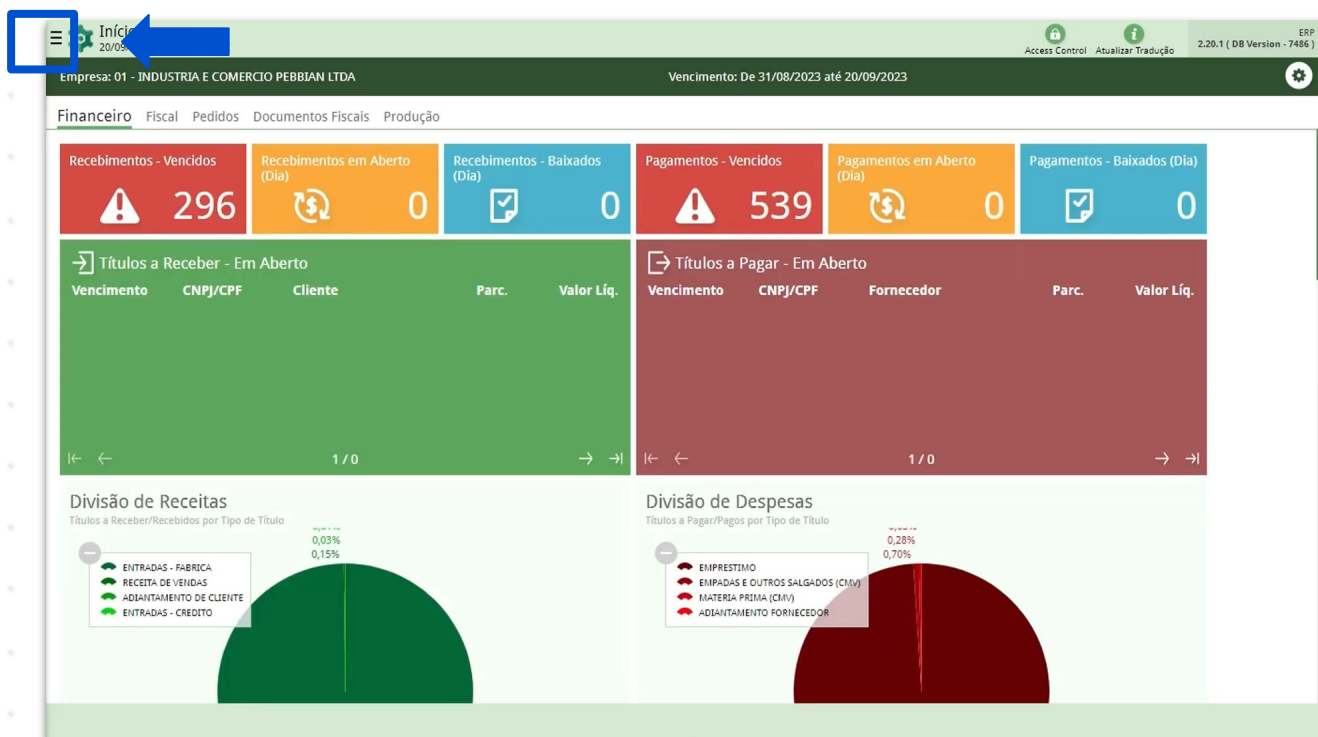 Início
20/09/
Access Control
Atualizar Tradução
ERP
2.20.1 ( DB Version - 7486 )
Empresa: 01 - INDUSTRIA E COMERCIO PEBBIAN LTDA
Vencimento: De 31/08/2023 até 20/09/2023
Financeiro Fiscal Pedidos Documentos Fiscais Produção
Recebimentos - Vencidos
296
Recebimentos em Aberto
(Dia)
0
Recebimentos - Baixados
(Dia)
0
Pagamentos - Vencidos
539
Pagamentos em Aberto
(Dia)
0
Pagamentos - Baixados (Dia)
0
Títulos a Receber - Em Aberto
Vencimento CNPJ/CPF Cliente Parc. Valor Líq.
1 / 0
Títulos a Pagar - Em Aberto
Vencimento CNPJ/CPF Fornecedor Parc. Valor Líq.
1 / 0
Divisão de Receitas
Títulos a Receber/Recebidos por Tipo de Título
0,03%
0,15%
ENTRADAS - FABRICA
RECEITA DE VENDAS
ADIANTAMENTO DE CLIENTE
ENTRADAS - CREDITO
Divisão de Despesas
Títulos a Pagar/Pagos por Tipo de Título
0,28%
0,70%
EMPRESTIMO
EMPADAS E OUTROS SALGADOS (CMV)
MATERIA PRIMA (CMV)
ADIANTAMENTO FORNECEDOR